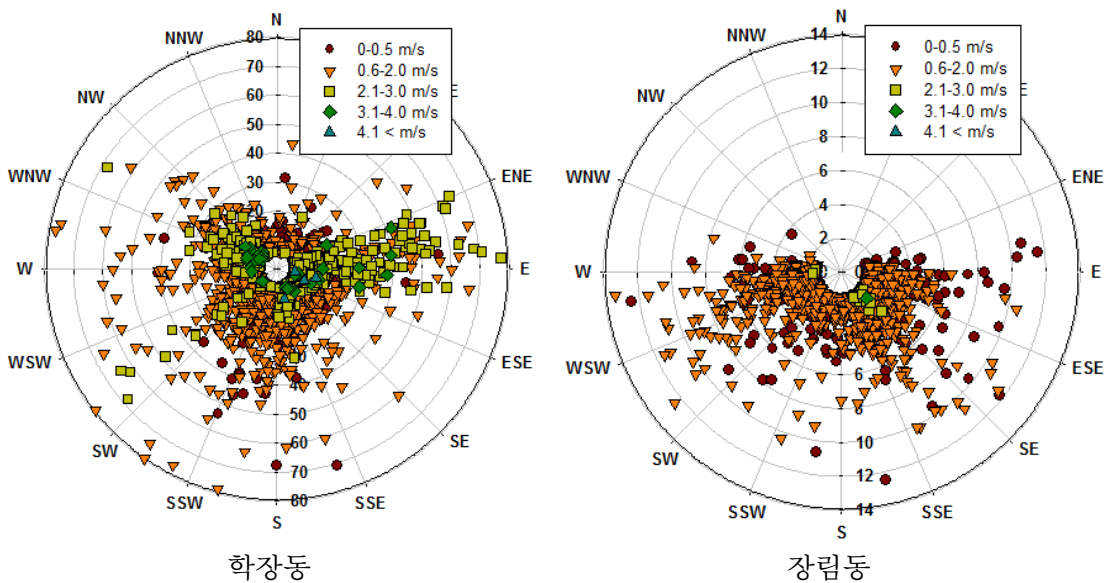 N
NNW
NW
WNW
W
WSW
SW
SSW
S
SSE
SE
ESE
E
ENE
E
80
70
60
50
40
30
20
40
50
60
70
80
0-0.5 m/s
0.6-2.0 m/s
2.1-3.0 m/s
3.1-4.0 m/s
4.1 < m/s
학장동
N
NNW
NW
WNW
W
WSW
SW
SSW
S
SSE
SE
ESE
E
ENE
E
14
12
10
8
6
4
2
0
0
6
8
10
12
14
0-0.5 m/s
0.6-2.0 m/s
2.1-3.0 m/s
3.1-4.0 m/s
4.1 < m/s
장림동